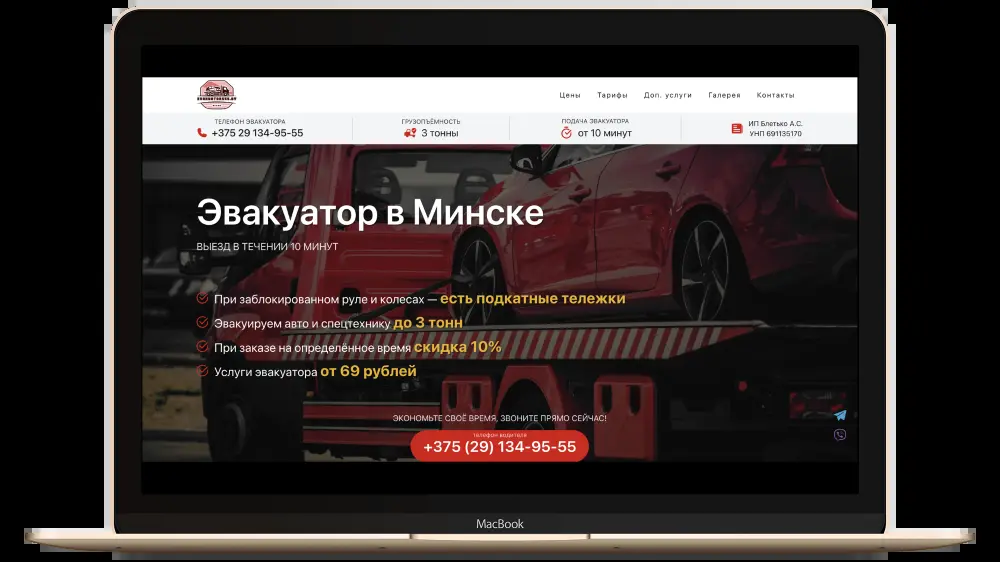 Цены Тарифы Доп. услуги Галерея Контакты
ТЕЛЕФОН ЭВАКУАТОРА
+375 29 134-95-55
ГРУЗОПЪЁМНОСТЬ
3 тонны
ПОДАЧА ЭВАКУАТОРА
от 10 минут
ИП Блетько А.С.
УНП 691135170
Эвакуатор в Минске
ВЫЕЗД В ТЕЧЕНИИ 10 МИНУТ
При заблокированном руле и колесах — есть подкатные тележки
Эвакуируем авто и спецтехнику до 3 тонн
При заказе на определённое время скидка 10%
Услуги эвакуатора от 69 рублей
ЭКОНОМЬТЕ СВОЁ ВРЕМЯ, ЗВОНИТЕ ПРЯМО СЕЙЧАС!
телефон водителя
+375 (29) 134-95-55
MacBook